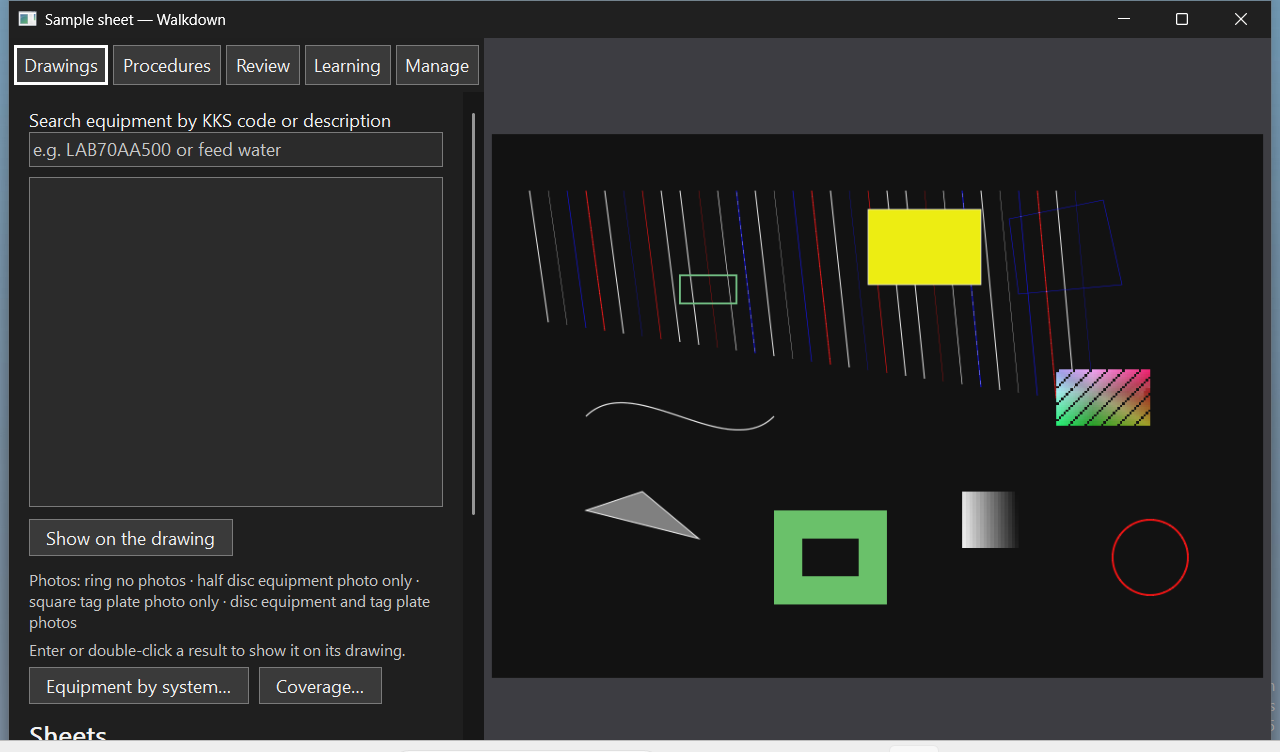 Sample sheet — Walkdown
Drawings
Procedures
Review
Learning
Manage
Search equipment by KKS code or description
e.g. LAB70AA500 or feed water
Show on the drawing
Photos: ring no photos · half disc equipment photo only ·
square tag plate photo only · disc equipment and tag plate
photos
Enter or double-click a result to show it on its drawing.
Equipment by system...
Coverage...
Sheets